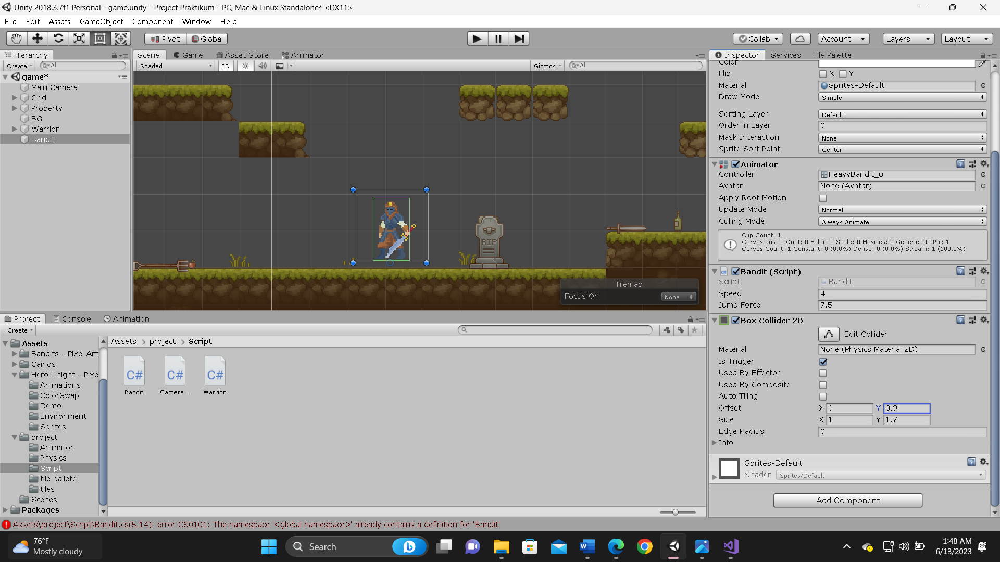 Unity 2018.3.7f1 Personal - game.unity - Project Praktikum - PC, Mac & Linux Standalone* <DX11>
File Edit Assets GameObject Component Window Help
Pivot Global Collab Account Layers Layout
Hierarchy
Create All
game*
Main Camera
Grid
Property
BG
Warrior
Bandit
Scene Game Asset Store Animator
Shaded 2D Gizmos All
RIP
Tilemap
Focus On None
Inspector Services Tile Palette
Color
Flip X Y
Material Sprites-Default
Draw Mode Simple
Sorting Layer Default
Order in Layer 0
Mask Interaction None
Sprite Sort Point Center
Animator
Controller HeavyBandit_0
Avatar None (Avatar)
Apply Root Motion
Update Mode Normal
Culling Mode Always Animate
Clip Count: 1
Curves Pos: 0 Quat: 0 Euler: 0 Scale: 0 Muscles: 0 Generic: 0 PPtr: 1
Curves Count: 1 Constant: 0 (0.0%) Dense: 0 (0.0%) Stream: 1 (100.0%)
Bandit (Script)
Script Bandit
Speed 4
Jump Force 7.5
Box Collider 2D
Edit Collider
Material None (Physics Material 2D)
Is Trigger
Used By Effector
Used By Composite
Auto Tiling
Offset X 0 Y 0.9
Size X 1 Y 1.7
Edge Radius 0
Info
Sprites-Default
Shader Sprites/Default
Add Component
Project Console Animation
Create
Assets
Bandits - Pixel Art
Cainos
Hero Knight - Pixe
Animations
ColorSwap
Demo
Environment
Sprites
project
Animator
Physics
Script
tile pallete
tiles
Scenes
Packages
Assets project Script
C# C# C#
Bandit Camera... Warrior
Assets\project\Script\Bandit.cs(5,14): error CS0101: The namespace '<global namespace>' already contains a definition for 'Bandit'
76°F
Mostly cloudy
Search
1:48 AM
6/13/2023